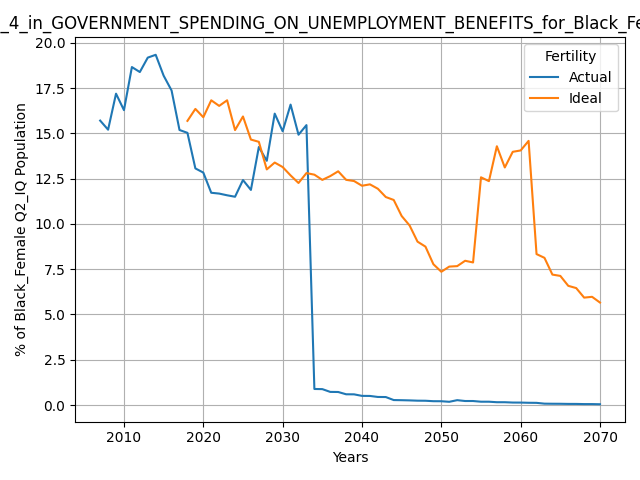 _4_in_GOVERNMENT_SPENDING_ON_UNEMPLOYMENT_BENEFITS_for_Black_Fe
Fertility
Actual
Ideal
% of Black_Female Q2_IQ Population
20.0
17.5
15.0
12.5
10.0
7.5
5.0
2.5
0.0
2010 2020 2030 2040 2050 2060 2070
Years